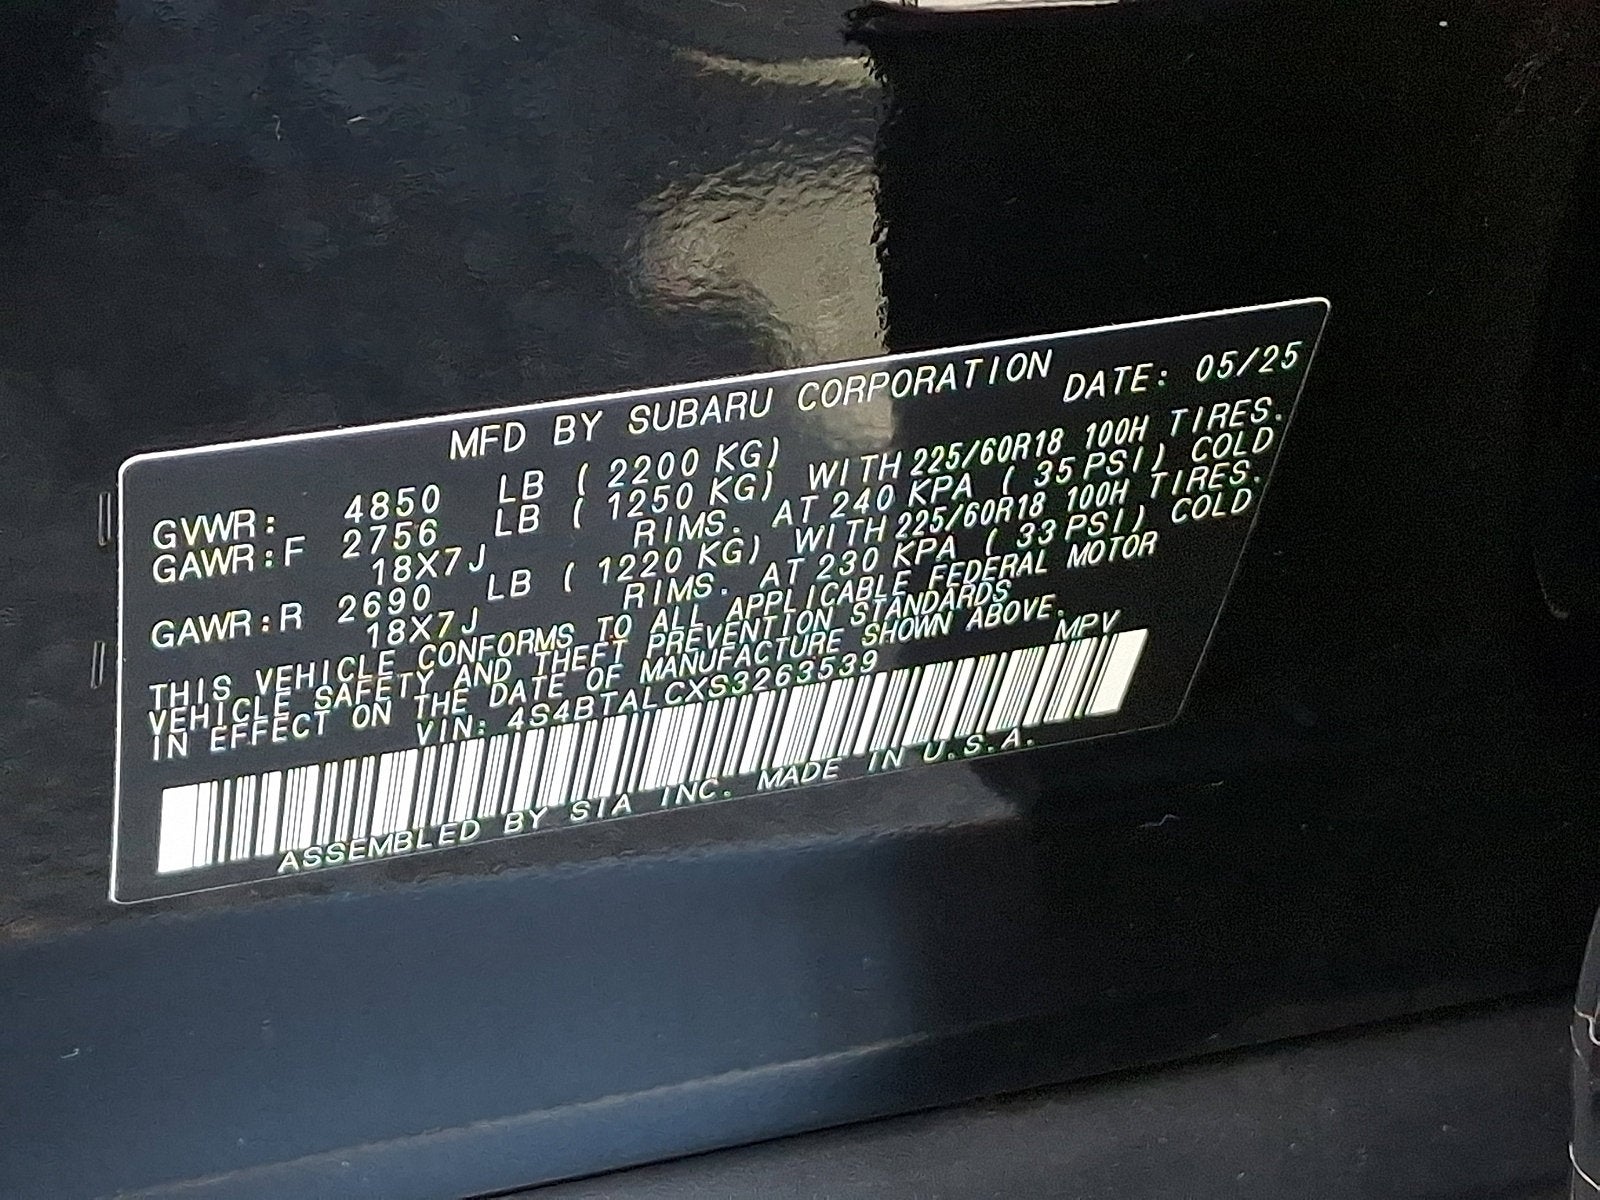 MFD BY SUBARU CORPORATION DATE: 05/25
GVWR: 4850 LB ( 2200 KG)
GAWR:F 2756 LB ( 1250 KG) WITH 225/60R18 100H TIRES.
18X7J RIMS. AT 240 KPA ( 35 PSI) COLD
GAWR:R 2690 LB ( 1220 KG) WITH 225/60R18 100H TIRES.
18X7J RIMS. AT 230 KPA ( 33 PSI) COLD
THIS VEHICLE CONFORMS TO ALL APPLICABLE FEDERAL MOTOR
VEHICLE SAFETY AND THEFT PREVENTION STANDARDS
IN EFFECT ON THE DATE OF MANUFACTURE SHOWN ABOVE.
VIN: 4S4BTALCXS3263539 MPV
ASSEMBLED BY SIA INC. MADE IN U.S.A.